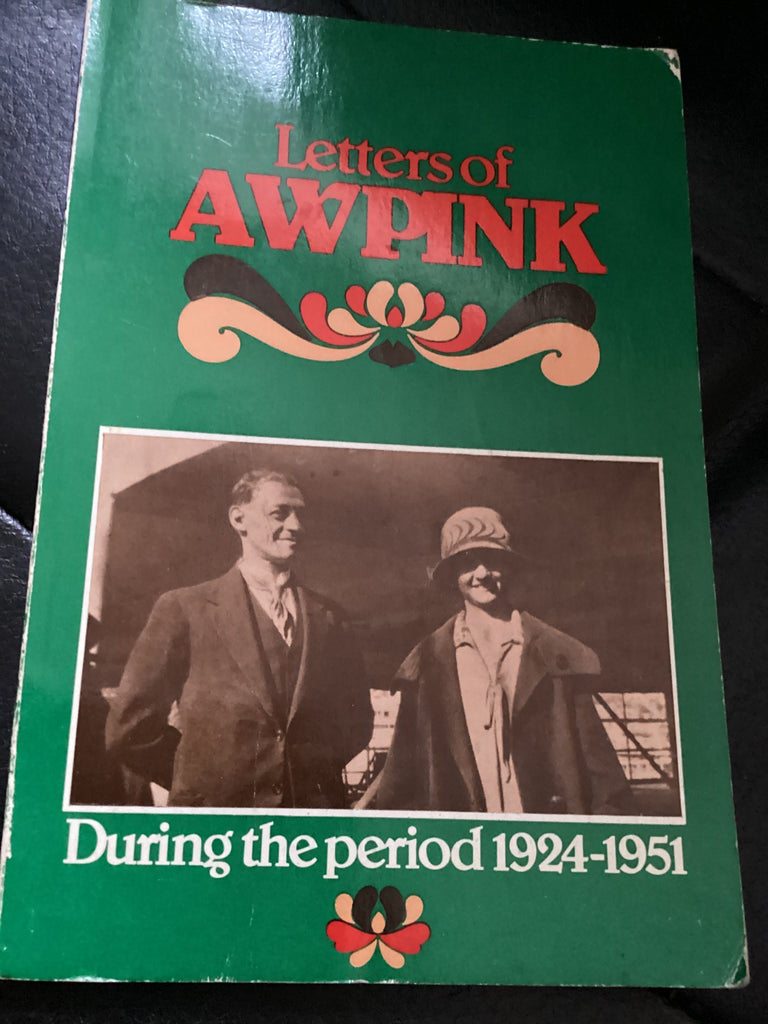 Letters of
AWPINK
During the period 1924-1951